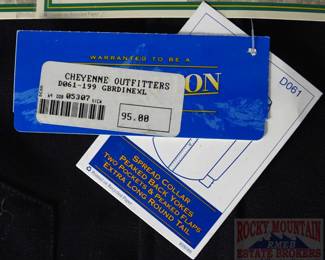 WARRANTED TO BE A
CHEYENNE OUTFITTERS
D061-199 GBRDINEXL
05307
95.00
ON
D061
SPREAD COLLAR
PEAKED BACK YOKES
TWO POCKETS & PEAKED FLAPS
EXTRA LONG ROUND TAIL
ROCKY MOUNTAIN
RMEB
ESTATE BROKERS